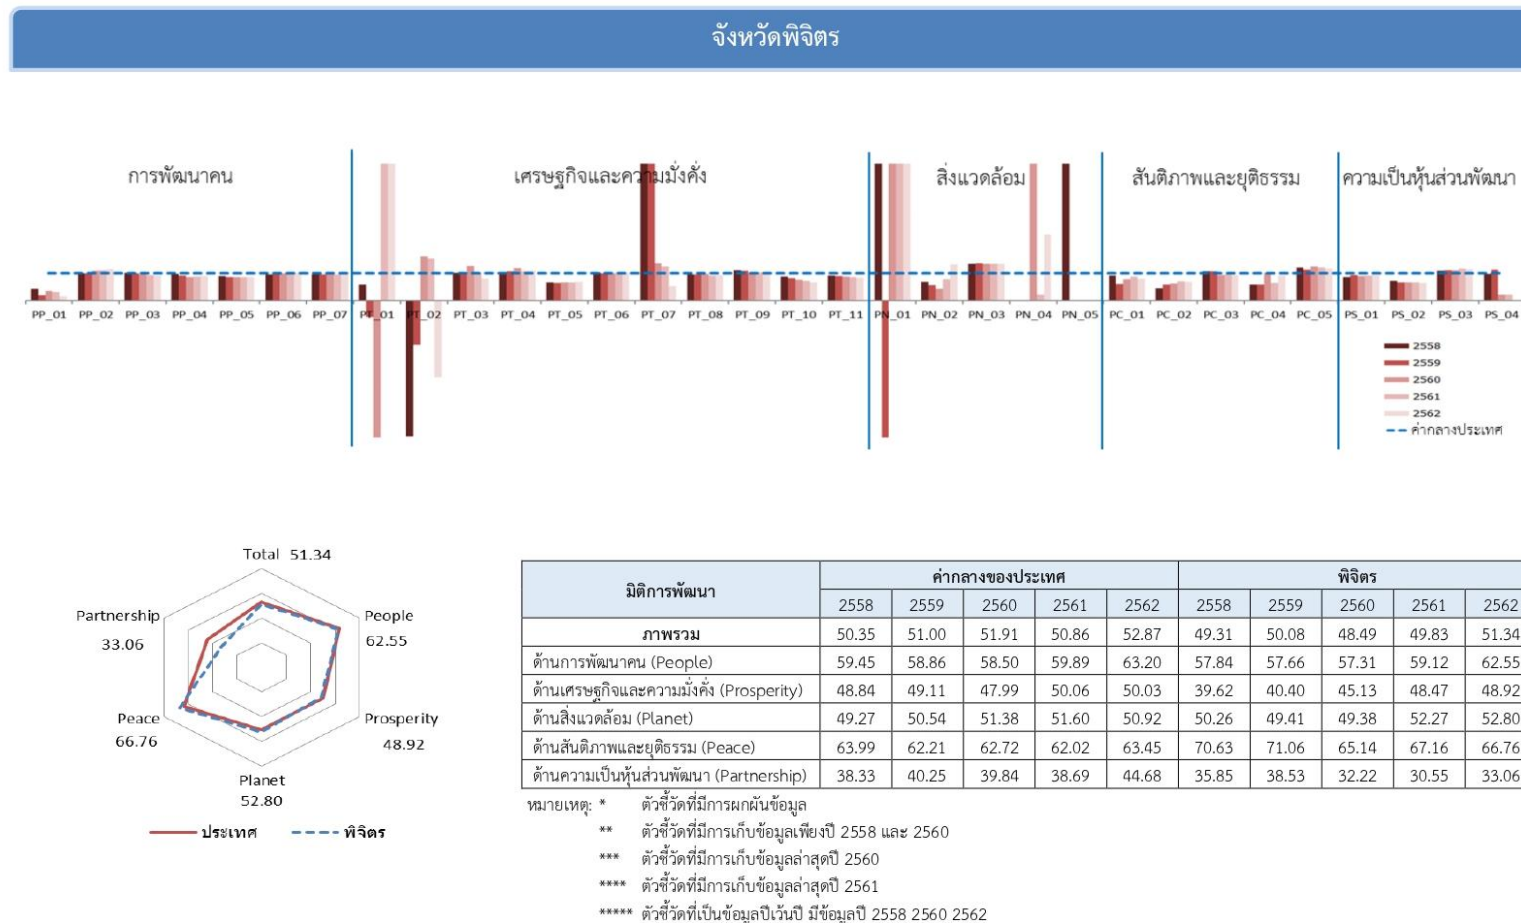 จังหวัดพิจิตร
การพัฒนาคน เศรษฐกิจและความมั่งคั่ง สิ่งแวดล้อม สันติภาพและยุติธรรม ความเป็นหุ้นส่วนพัฒนา
PP_01 PP_02 PP_03 PP_04 PP_05 PP_06 PP_07 PT_01 PT_02 PT_03 PT_04 PT_05 PT_06 PT_07 PT_08 PT_09 PT_10 PT_11 PN_01 PN_02 PN_03 PN_04 PN_05 PC_01 PC_02 PC_03 PC_04 PC_05 PS_01 PS_02 PS_03 PS_04
2558
2559
2560
2561
2562
ค่ากลางประเทศ
Total 51.34
Partnership
33.06
People
62.55
Peace
66.76
Prosperity
48.92
Planet
52.80
ประเทศ พิจิตร
มิติการพัฒนา ค่ากลางของประเทศ พิจิตร
2558 2559 2560 2561 2562 2558 2559 2560 2561 2562
ภาพรวม 50.35 51.00 51.91 50.86 52.87 49.31 50.08 48.49 49.83 51.34
ด้านการพัฒนาคน (People) 59.45 58.86 58.50 59.89 63.20 57.84 57.66 57.31 59.12 62.55
ด้านเศรษฐกิจและความมั่งคั่ง (Prosperity) 48.84 49.11 47.99 50.06 50.03 39.62 40.40 45.13 48.47 48.92
ด้านสิ่งแวดล้อม (Planet) 49.27 50.54 51.38 51.60 50.92 50.26 49.41 49.38 52.27 52.80
ด้านสันติภาพและยุติธรรม (Peace) 63.99 62.21 62.72 62.02 63.45 70.63 71.06 65.14 67.16 66.76
ด้านความเป็นหุ้นส่วนพัฒนา (Partnership) 38.33 40.25 39.84 38.69 44.68 35.85 38.53 32.22 30.55 33.06
หมายเหตุ: * ตัวชี้วัดที่มีการผกผันข้อมูล
** ตัวชี้วัดที่มีการเก็บข้อมูลเพียงปี 2558 และ 2560
*** ตัวชี้วัดที่มีการเก็บข้อมูลล่าสุดปี 2560
**** ตัวชี้วัดที่มีการเก็บข้อมูลล่าสุดปี 2561
***** ตัวชี้วัดที่เป็นข้อมูลปีเว้นปี มีข้อมูลปี 2558 2560 2562